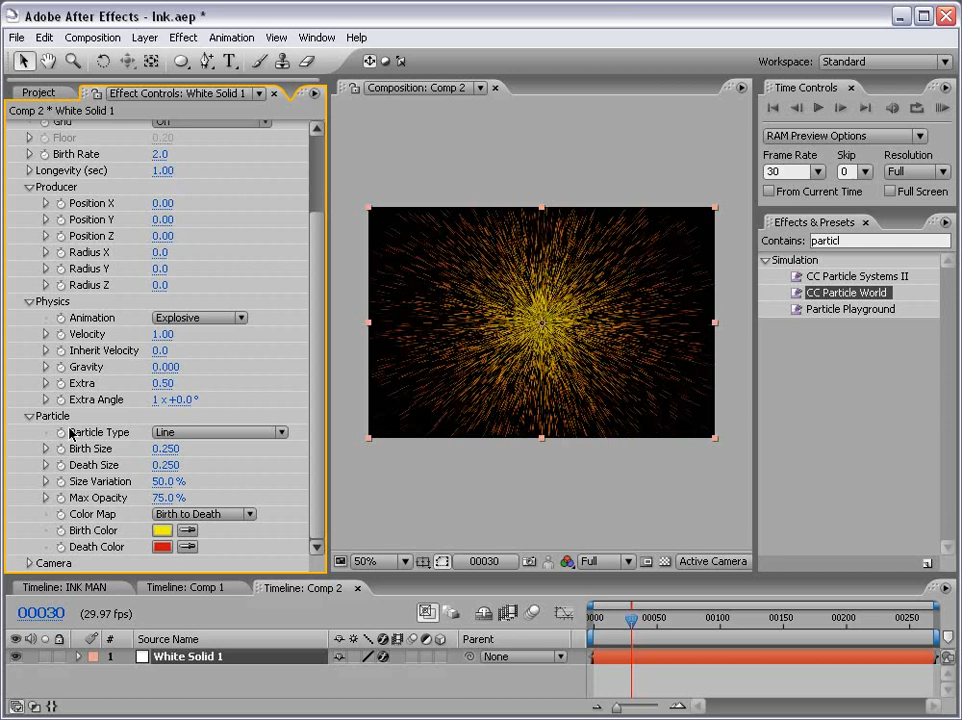 Adobe After Effects - Ink.aep *
File Edit Composition Layer Effect Animation View Window Help
Workspace: Standard
Project Effect Controls: White Solid 1
Comp 2 * White Solid 1
Grid On
Floor 0.20
Birth Rate 2.0
Longevity (sec) 1.00
Producer
Position X 0.00
Position Y 0.00
Position Z 0.00
Radius X 0.0
Radius Y 0.0
Radius Z 0.0
Physics
Animation Explosive
Velocity 1.00
Inherit Velocity 0.0
Gravity 0.000
Extra 0.50
Extra Angle 1 x +0.0 °
Particle
Particle Type Line
Birth Size 0.250
Death Size 0.250
Size Variation 50.0 %
Max Opacity 75.0 %
Color Map Birth to Death
Birth Color
Death Color
Camera
Composition: Comp 2
50% 00030 Full Active Camera
Time Controls
RAM Preview Options
Frame Rate Skip Resolution
30 0 Full
From Current Time Full Screen
Effects & Presets
Contains: particl
Simulation
CC Particle Systems II
CC Particle World
Particle Playground
Timeline: INK MAN Timeline: Comp 1 Timeline: Comp 2
00030 (29.97 fps)
0000 00050 00100 00150 00200 00250
# Source Name Parent
1 White Solid 1 None